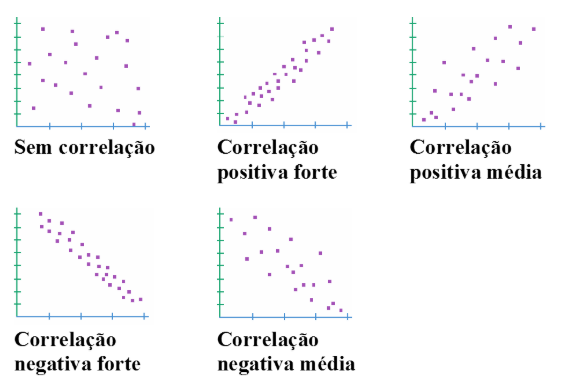 Sem correlação
Correlação
positiva forte
Correlação
positiva média
Correlação
negativa forte
Correlação
negativa média